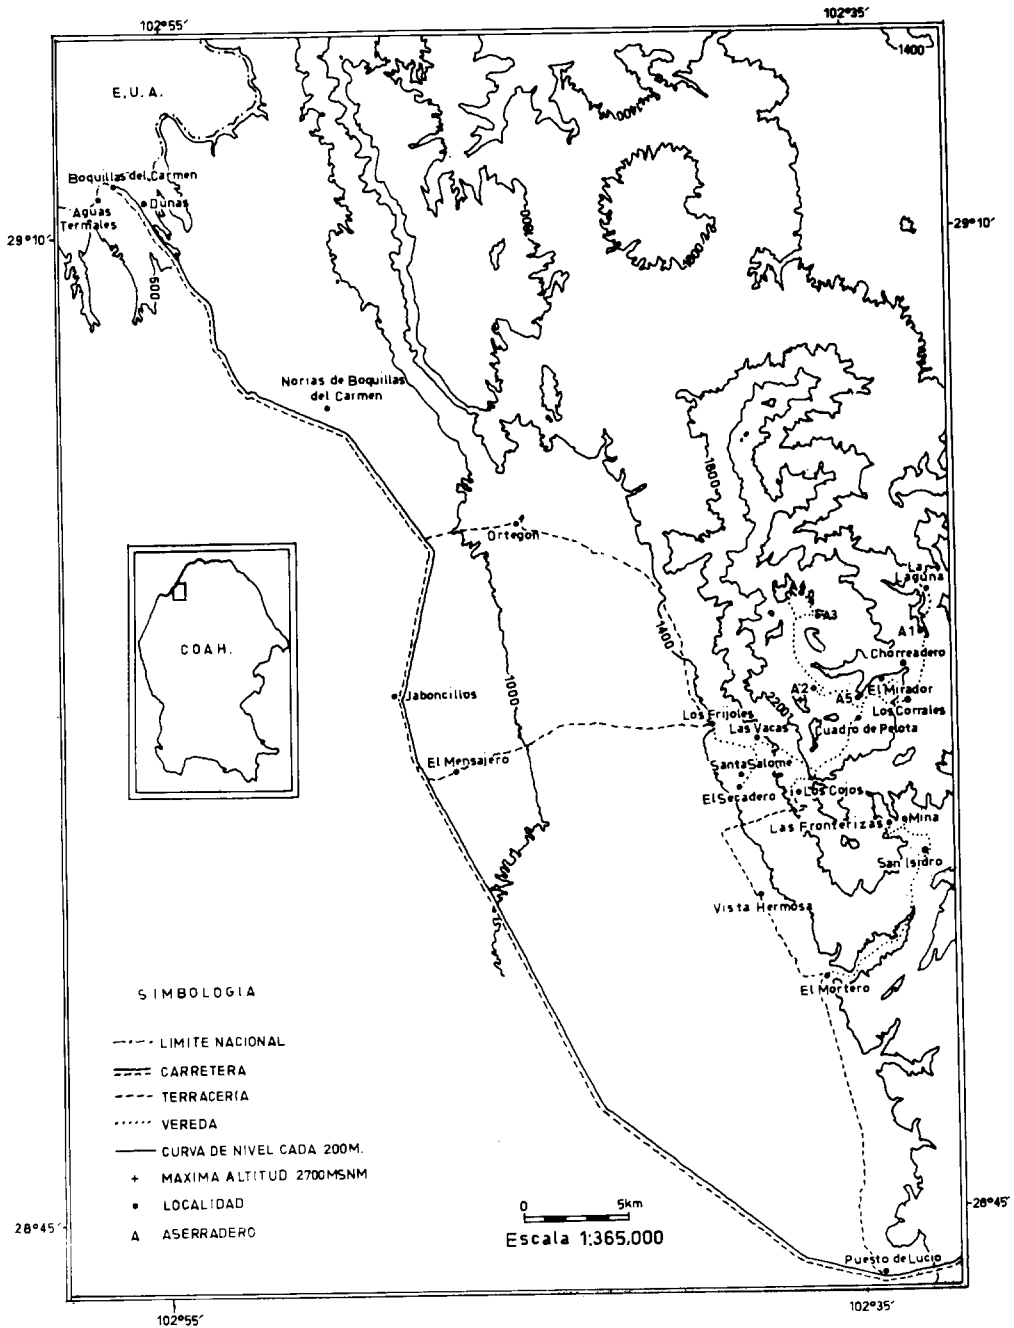 102°55´
102°35´
1400
E.U.A.
1400
Boquillas del Carmen
Dunas
Aguas
Termales
29°10´
29°10´
600
1800
1800
Norias de Boquillas
del Carmen
1800
Ortegon
La
Laguna
COAH.
1400
A4
A3
A1
Chorreadero
Jaboncillos
1000
A2
A5
El Mirador
Los Corrales
2200
Los Frijoles
Las Vacas
Cuadro de Pelota
El Mensajero
Santa Salome
El Secadero
Los Cojos
Las Fronterizas
Mina
San Isidro
Vista Hermosa
El Mortero
SIMBOLOGIA
LIMITE NACIONAL
CARRETERA
TERRACERIA
VEREDA
CURVA DE NIVEL CADA 200M.
+ MAXIMA ALTITUD 2700MSNM
LOCALIDAD
A ASERRADERO
0 5km
Escala 1:365.000
28°45´
28°45´
Puesto de Lucio
102°55´
102°35´